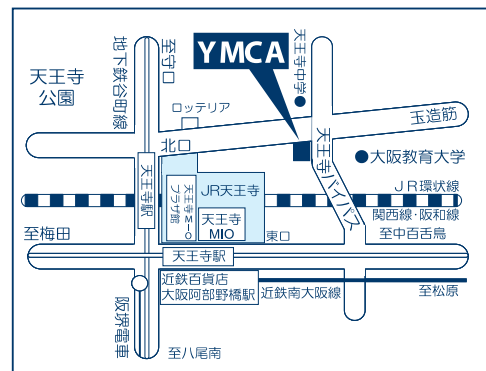 YMCA
天王寺
公園
地下鉄谷町線
至守口
ロッテリア
天王寺中学
玉造筋
北口
天王寺バイパス
大阪教育大学
天王寺駅
天王寺MIO
プラザ館
JR天王寺
天王寺
MIO
東口
JR環状線
関西線・阪和線
至梅田
至中百舌鳥
天王寺駅
近鉄百貨店
大阪阿部野橋駅
近鉄南大阪線
至松原
阪堺電車
至八尾南